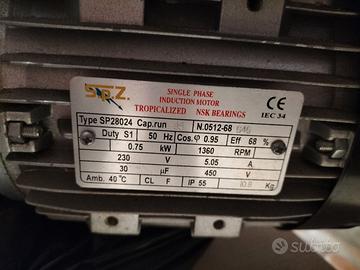 S.P.Z.
SINGLE PHASE
INDUCTION MOTOR
TROPICALIZED NSK BEARINGS
CE
IEC 34
Type SP28024 Cap.run N.0512-68
Duty S1 50 Hz Cos.φ 0.95 Eff 68 %
0.75 kW 1360 RPM
230 V 5.05 A
30 µF 450 V
Amb. 40°C CL F IP 55 Kg
subito